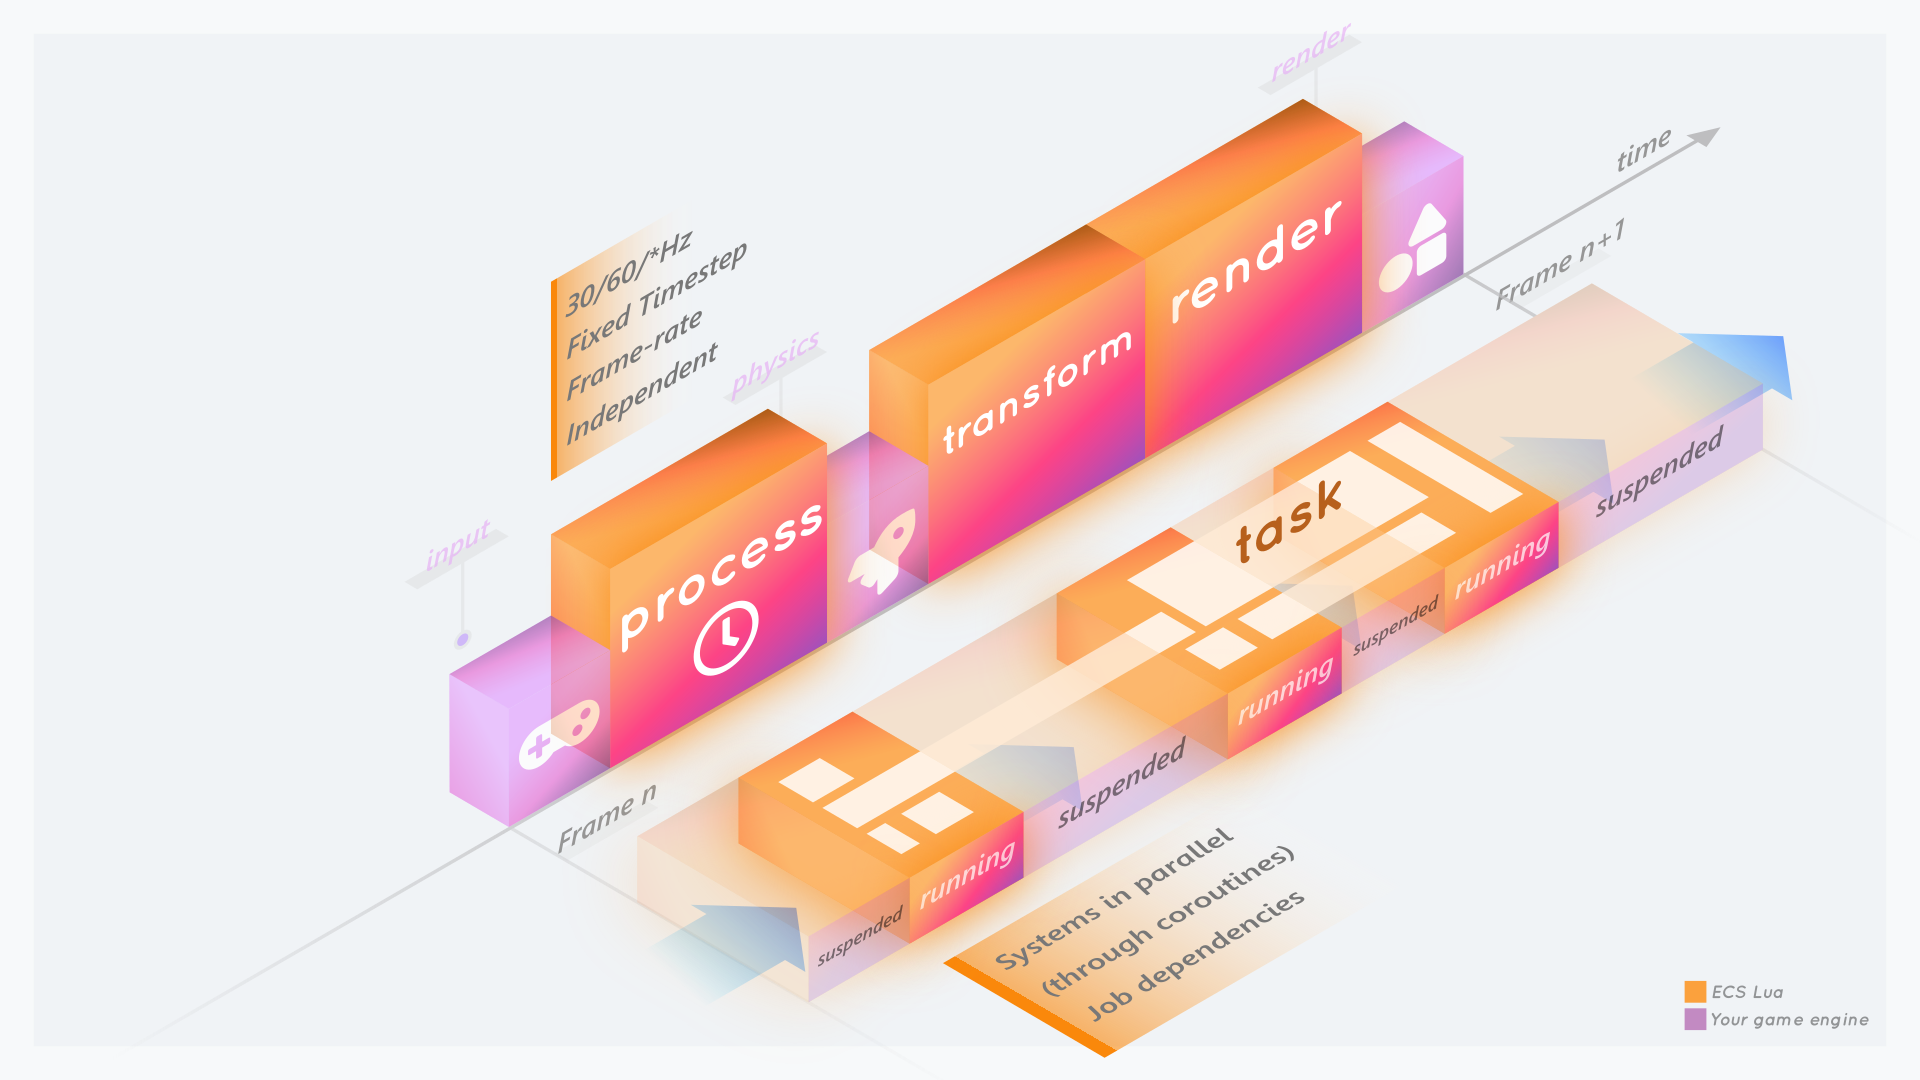 render
time
Frame n+1
render
30/60/*Hz
Fixed Timestep
Frame-rate
Independent
physics
transform
process
input
Frame n
task
suspended
running
suspended
running
suspended
running
suspended
Systems in parallel
(through coroutines)
Job dependencies
ECS Lua
Your game engine